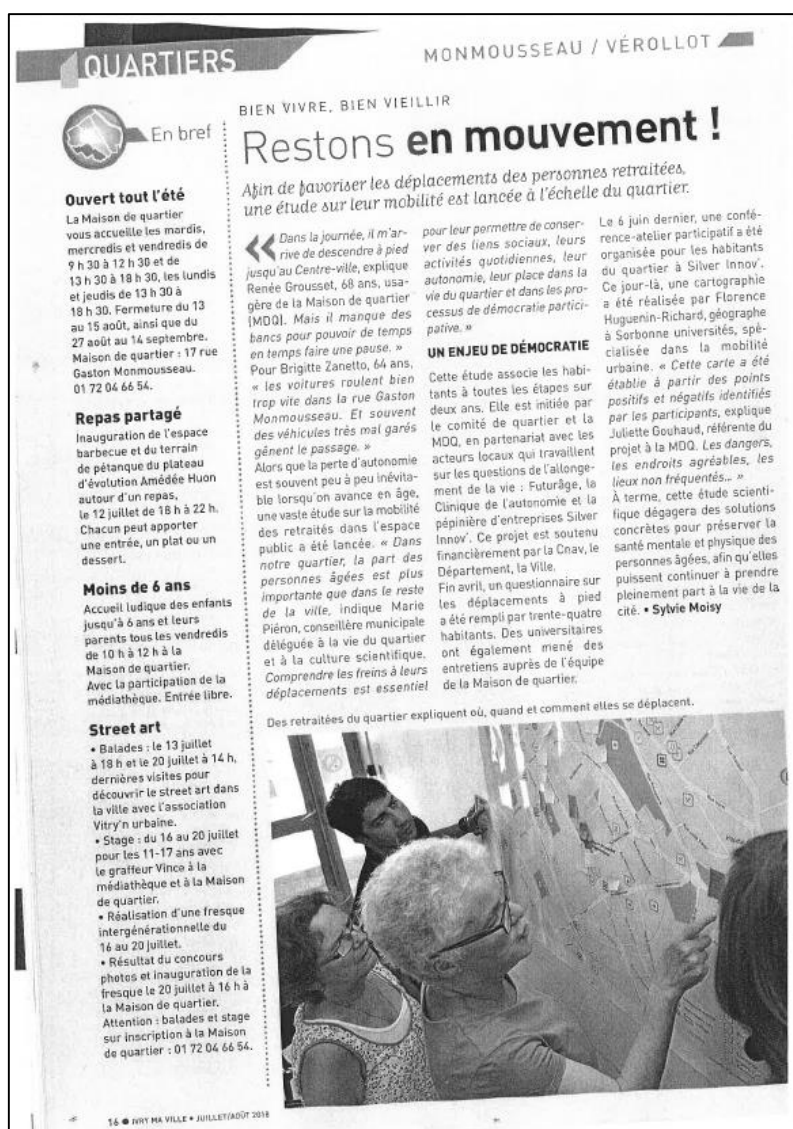 QUARTIERS
MONMOUSSEAU / VÉROLLOT
En bref
Ouvert tout l'été
La Maison de quartier
vous accueille les mardis,
mercredis et vendredis de
9 h 30 à 12 h 30 et de
13 h 30 à 18 h 30, les lundis
et jeudis de 13 h 30 à
18 h 30. Fermeture du 13
au 15 août, ainsi que du
27 août au 14 septembre.
Maison de quartier : 17 rue
Gaston Monmousseau.
01 72 04 66 54.
Repas partagé
Inauguration de l'espace
barbecue et du terrain
de pétanque du plateau
d'évolution Amédée Huon
autour d'un repas,
le 12 juillet de 18 h à 22 h.
Chacun peut apporter
une entrée, un plat ou un
dessert.
Moins de 6 ans
Accueil ludique des enfants
jusqu'à 6 ans et leurs
parents tous les vendredis
de 10 h à 12 h à la
Maison de quartier.
Avec la participation de la
médiathèque. Entrée libre.
Street art
• Balades : le 13 juillet
à 18 h et le 20 juillet à 14 h,
dernières visites pour
découvrir le street art dans
la ville avec l'association
Vitry'n urbaine.
• Stage : du 16 au 20 juillet
pour les 11-17 ans avec
le graffeur Vince à la
médiathèque et à la Maison
de quartier.
• Réalisation d'une fresque
intergénérationnelle du
16 au 20 juillet.
• Résultat du concours
photos et inauguration de la
fresque le 20 juillet à 16 h à
la Maison de quartier.
Attention : balades et stage
sur inscription à la Maison
de quartier : 01 72 04 66 54.
BIEN VIVRE, BIEN VIEILLIR
Restons en mouvement !
Afin de favoriser les déplacements des personnes retraitées,
une étude sur leur mobilité est lancée à l'échelle du quartier.
« Dans la journée, il m'ar-
rive de descendre à pied
jusqu'au Centre-ville, explique
Renée Grousset, 68 ans, usa-
gère de la Maison de quartier
(MDQ). Mais il manque des
bancs pour pouvoir de temps
en temps faire une pause. »
Pour Brigitte Zanetto, 64 ans,
« les voitures roulent bien
trop vite dans la rue Gaston
Monmousseau. Et souvent
des véhicules très mal garés
gênent le passage. »
Alors que la perte d'autonomie
est souvent peu à peu inévita-
ble lorsqu'on avance en âge,
une vaste étude sur la mobilité
des retraités dans l'espace
public a été lancée. « Dans
notre quartier, la part des
personnes âgées est plus
importante que dans le reste
de la ville, indique Marie
Piéron, conseillère municipale
déléguée à la vie du quartier
et à la culture scientifique.
Comprendre les freins à leurs
déplacements est essentiel
pour leur permettre de conser-
ver des liens sociaux, leurs
activités quotidiennes, leur
autonomie, leur place dans la
vie du quartier et dans les pro-
cessus de démocratie partici-
pative. »
UN ENJEU DE DÉMOCRATIE
Cette étude associe les habi-
tants à toutes les étapes sur
deux ans. Elle est initiée par
le comité de quartier et la
MDQ, en partenariat avec les
acteurs locaux qui travaillent
sur les questions de l'allonge-
ment de la vie : Futurâge, la
Clinique de l'autonomie et la
pépinière d'entreprises Silver
Innov'. Ce projet est soutenu
financièrement par la Cnav, le
Département, la Ville.
Fin avril, un questionnaire sur
les déplacements à pied
a été rempli par trente-quatre
habitants. Des universitaires
ont également mené des
entretiens auprès de l'équipe
de la Maison de quartier.
Le 6 juin dernier, une confé-
rence-atelier participatif a été
organisée pour les habitants
du quartier à Silver Innov'.
Ce jour-là, une cartographie
a été réalisée par Florence
Huguenin-Richard, géographe
à Sorbonne universités, spé-
cialisée dans la mobilité
urbaine. « Cette carte a été
établie à partir des points
positifs et négatifs identifiés
par les participants, explique
Juliette Gouhaud, référente du
projet à la MDQ. Les dangers,
les endroits agréables, les
lieux non fréquentés... »
À terme, cette étude scienti-
fique dégagera des solutions
concrètes pour préserver la
santé mentale et physique des
personnes âgées, afin qu'elles
puissent continuer à prendre
pleinement part à la vie de la
cité. • Sylvie Moisy
Des retraitées du quartier expliquent où, quand et comment elles se déplacent.
16 ● IVRY MA VILLE • JUILLET/AOÛT 2018